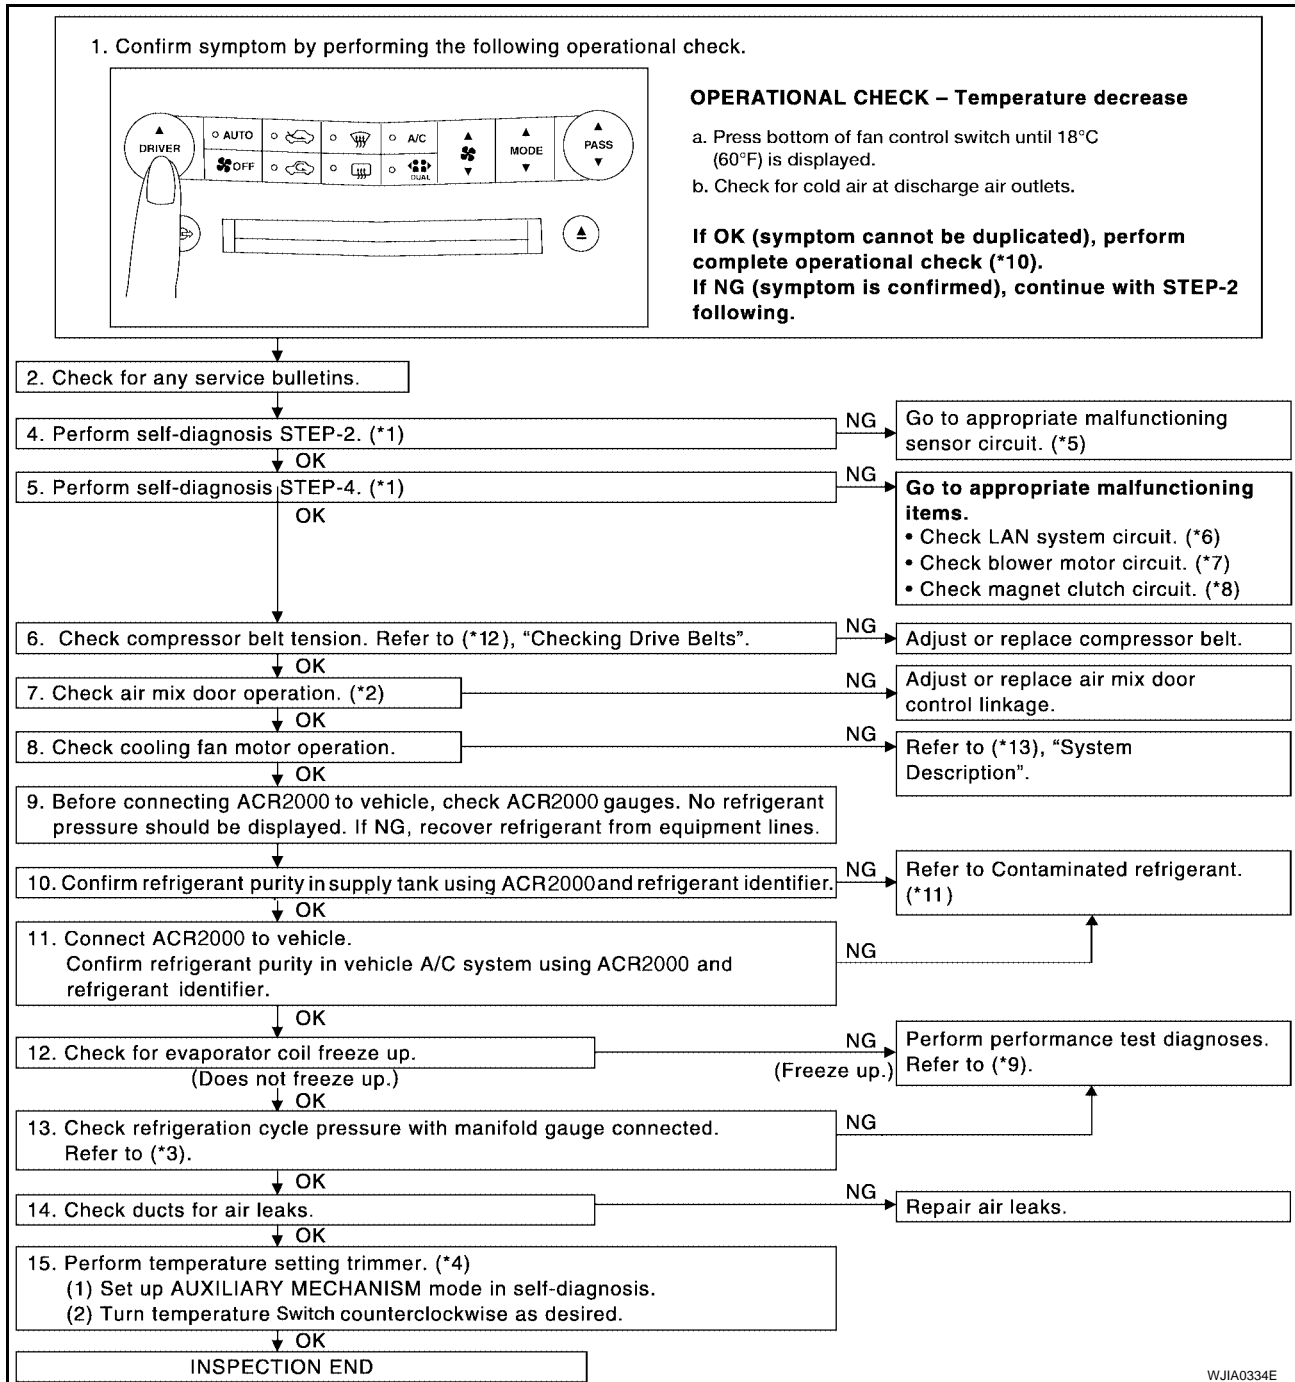 1. Confirm symptom by performing the following operational check.
DRIVER
AUTO
OFF
A/C
DUAL
MODE
PASS
OPERATIONAL CHECK – Temperature decrease
a. Press bottom of fan control switch until 18°C
(60°F) is displayed.
b. Check for cold air at discharge air outlets.
If OK (symptom cannot be duplicated), perform
complete operational check (*10).
If NG (symptom is confirmed), continue with STEP-2
following.
2. Check for any service bulletins.
4. Perform self-diagnosis STEP-2. (*1)
NG
Go to appropriate malfunctioning
sensor circuit. (*5)
OK
5. Perform self-diagnosis STEP-4. (*1)
NG
Go to appropriate malfunctioning
items.
• Check LAN system circuit. (*6)
• Check blower motor circuit. (*7)
• Check magnet clutch circuit. (*8)
OK
6. Check compressor belt tension. Refer to (*12), “Checking Drive Belts”.
NG
Adjust or replace compressor belt.
OK
7. Check air mix door operation. (*2)
NG
Adjust or replace air mix door
control linkage.
OK
8. Check cooling fan motor operation.
NG
Refer to (*13), “System
Description”.
OK
9. Before connecting ACR2000 to vehicle, check ACR2000 gauges. No refrigerant
pressure should be displayed. If NG, recover refrigerant from equipment lines.
10. Confirm refrigerant purity in supply tank using ACR2000 and refrigerant identifier.
NG
Refer to Contaminated refrigerant.
(*11)
OK
11. Connect ACR2000 to vehicle.
Confirm refrigerant purity in vehicle A/C system using ACR2000 and
refrigerant identifier.
NG
OK
12. Check for evaporator coil freeze up.
(Does not freeze up.)
NG
(Freeze up.)
Perform performance test diagnoses.
Refer to (*9).
OK
13. Check refrigeration cycle pressure with manifold gauge connected.
Refer to (*3).
NG
OK
14. Check ducts for air leaks.
NG
Repair air leaks.
OK
15. Perform temperature setting trimmer. (*4)
(1) Set up AUXILIARY MECHANISM mode in self-diagnosis.
(2) Turn temperature Switch counterclockwise as desired.
OK
INSPECTION END
WJIA0334E